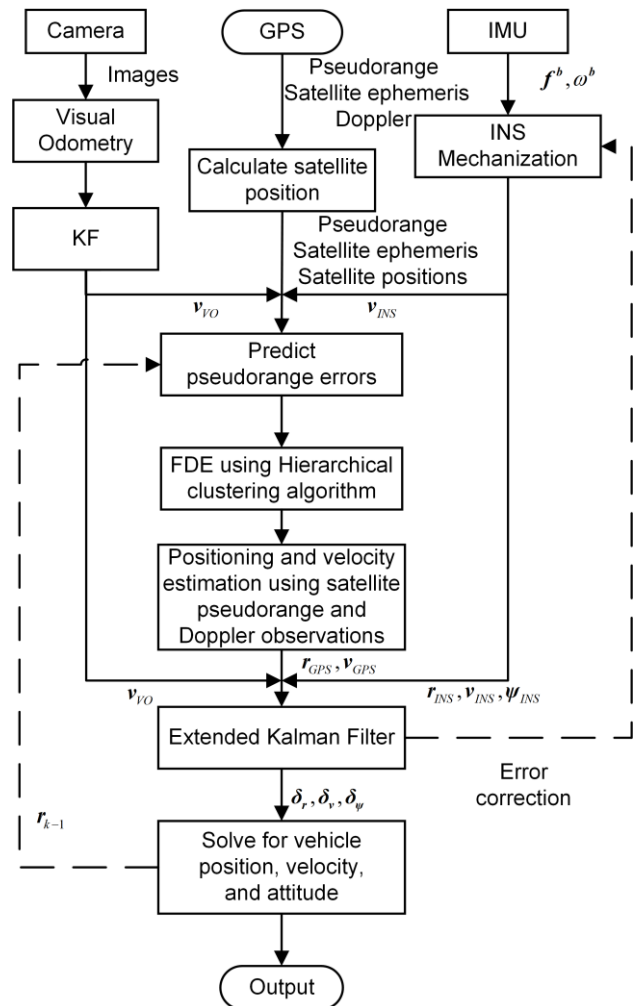 Camera
GPS
IMU
Images
Pseudorange
Satellite ephemeris
Doppler
f^b, ω^b
Visual
Odometry
INS
Mechanization
Calculate satellite
position
KF
Pseudorange
Satellite ephemeris
Satellite positions
v_VO
v_INS
Predict
pseudorange errors
FDE using Hierarchical
clustering algorithm
Positioning and velocity
estimation using satellite
pseudorange and
Doppler observations
r_GPS, v_GPS
v_VO
r_INS, v_INS, ψ_INS
Extended Kalman Filter
Error
correction
δ_r, δ_v, δ_ψ
r_k−1
Solve for vehicle
position, velocity,
and attitude
Output